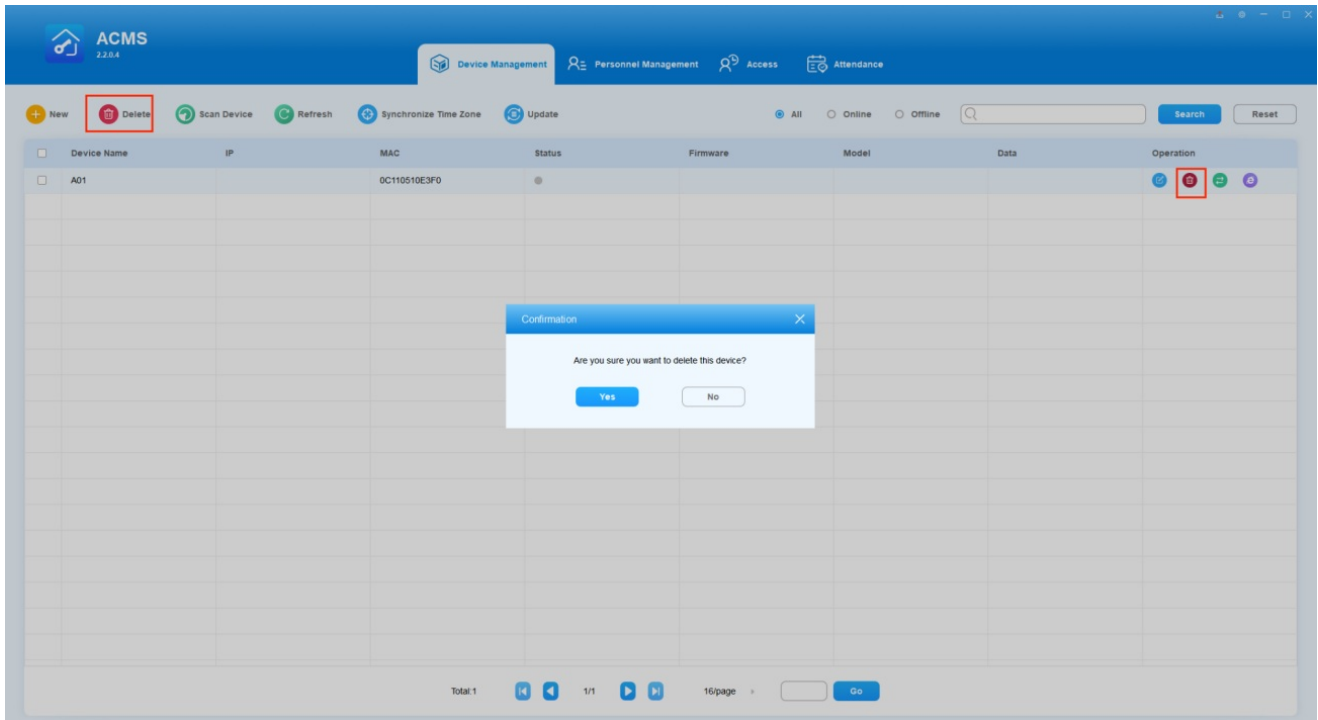 ACMS
2.2.0.4
Device Management Personnel Management Access Attendance
New Delete Scan Device Refresh Synchronize Time Zone Update All Online Offline Search Reset
Device Name IP MAC Status Firmware Model Data Operation
A01 0C110510E3F0
Confirmation
Are you sure you want to delete this device?
Yes No
Total:1 1/1 16/page Go